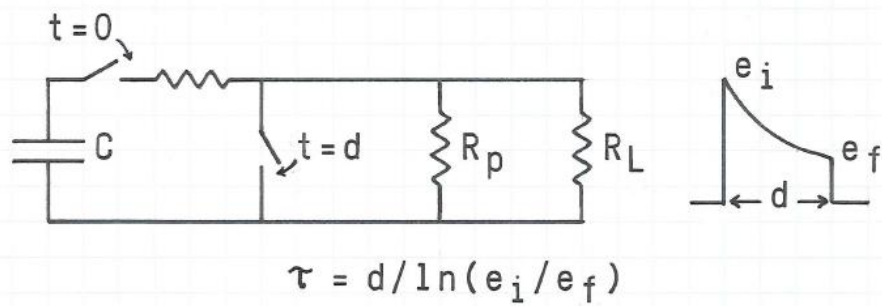 t=0
e_i
C
t=d
R_p
R_L
e_f
d
τ = d/ln(e_i/e_f)